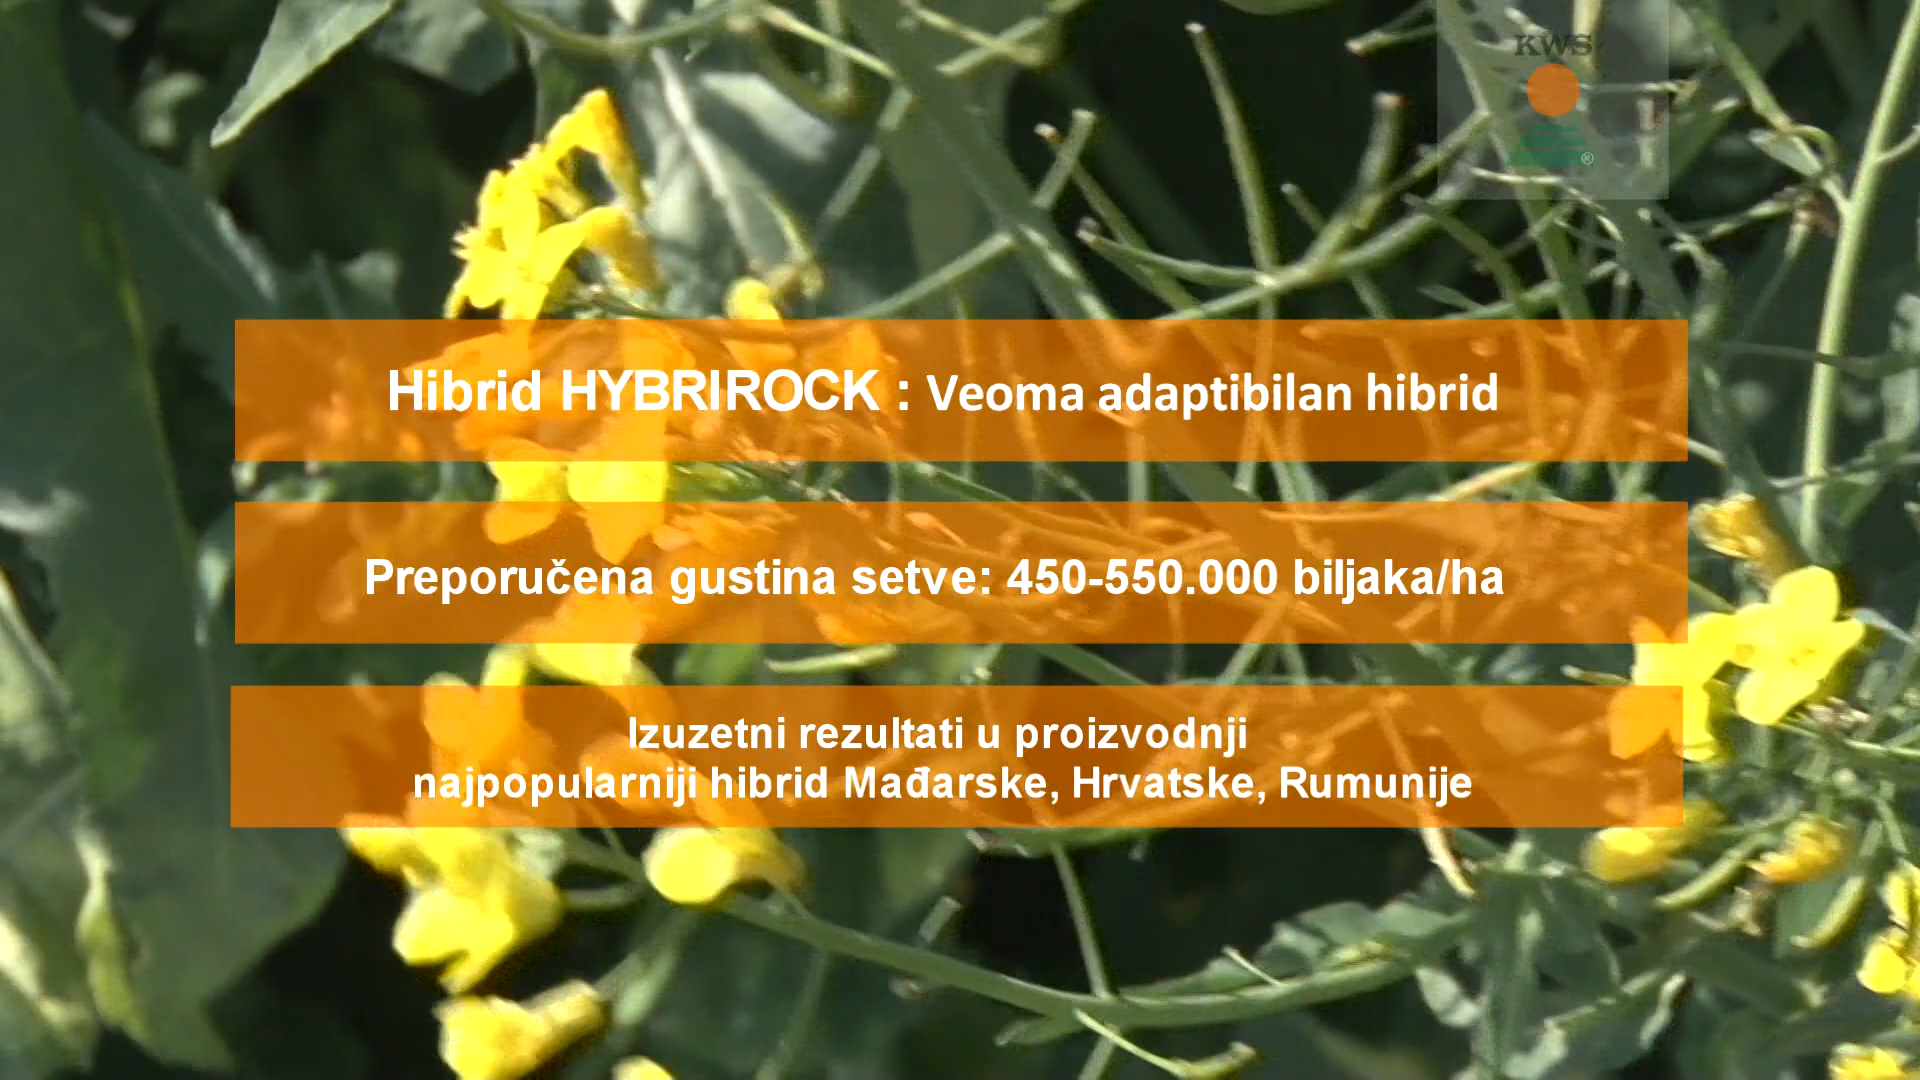 KWS
Hibrid HYBRIROCK : Veoma adaptibilan hibrid
Preporučena gustina setve: 450-550.000 biljaka/ha
Izuzetni rezultati u proizvodnji
najpopularniji hibrid Mađarske, Hrvatske, Rumunije